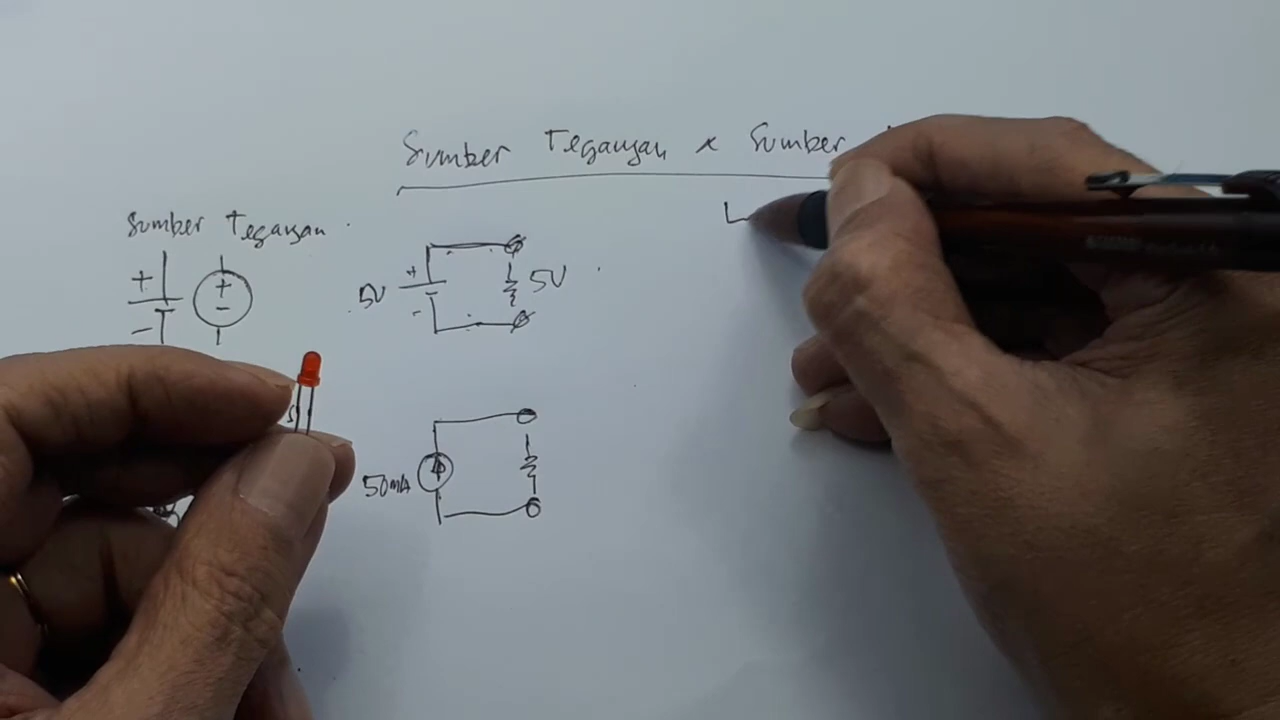 Sumber Tegangan & Sumber
Sumber Tegangan
+
+
-
-
5V
+
-
5V
50mA
L